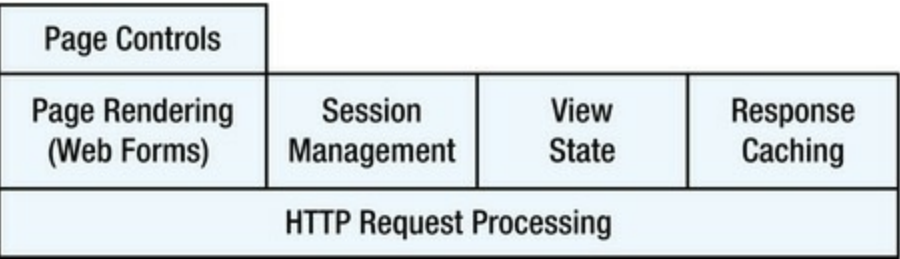 Page Controls
Page Rendering
(Web Forms)
Session
Management
View
State
Response
Caching
HTTP Request Processing